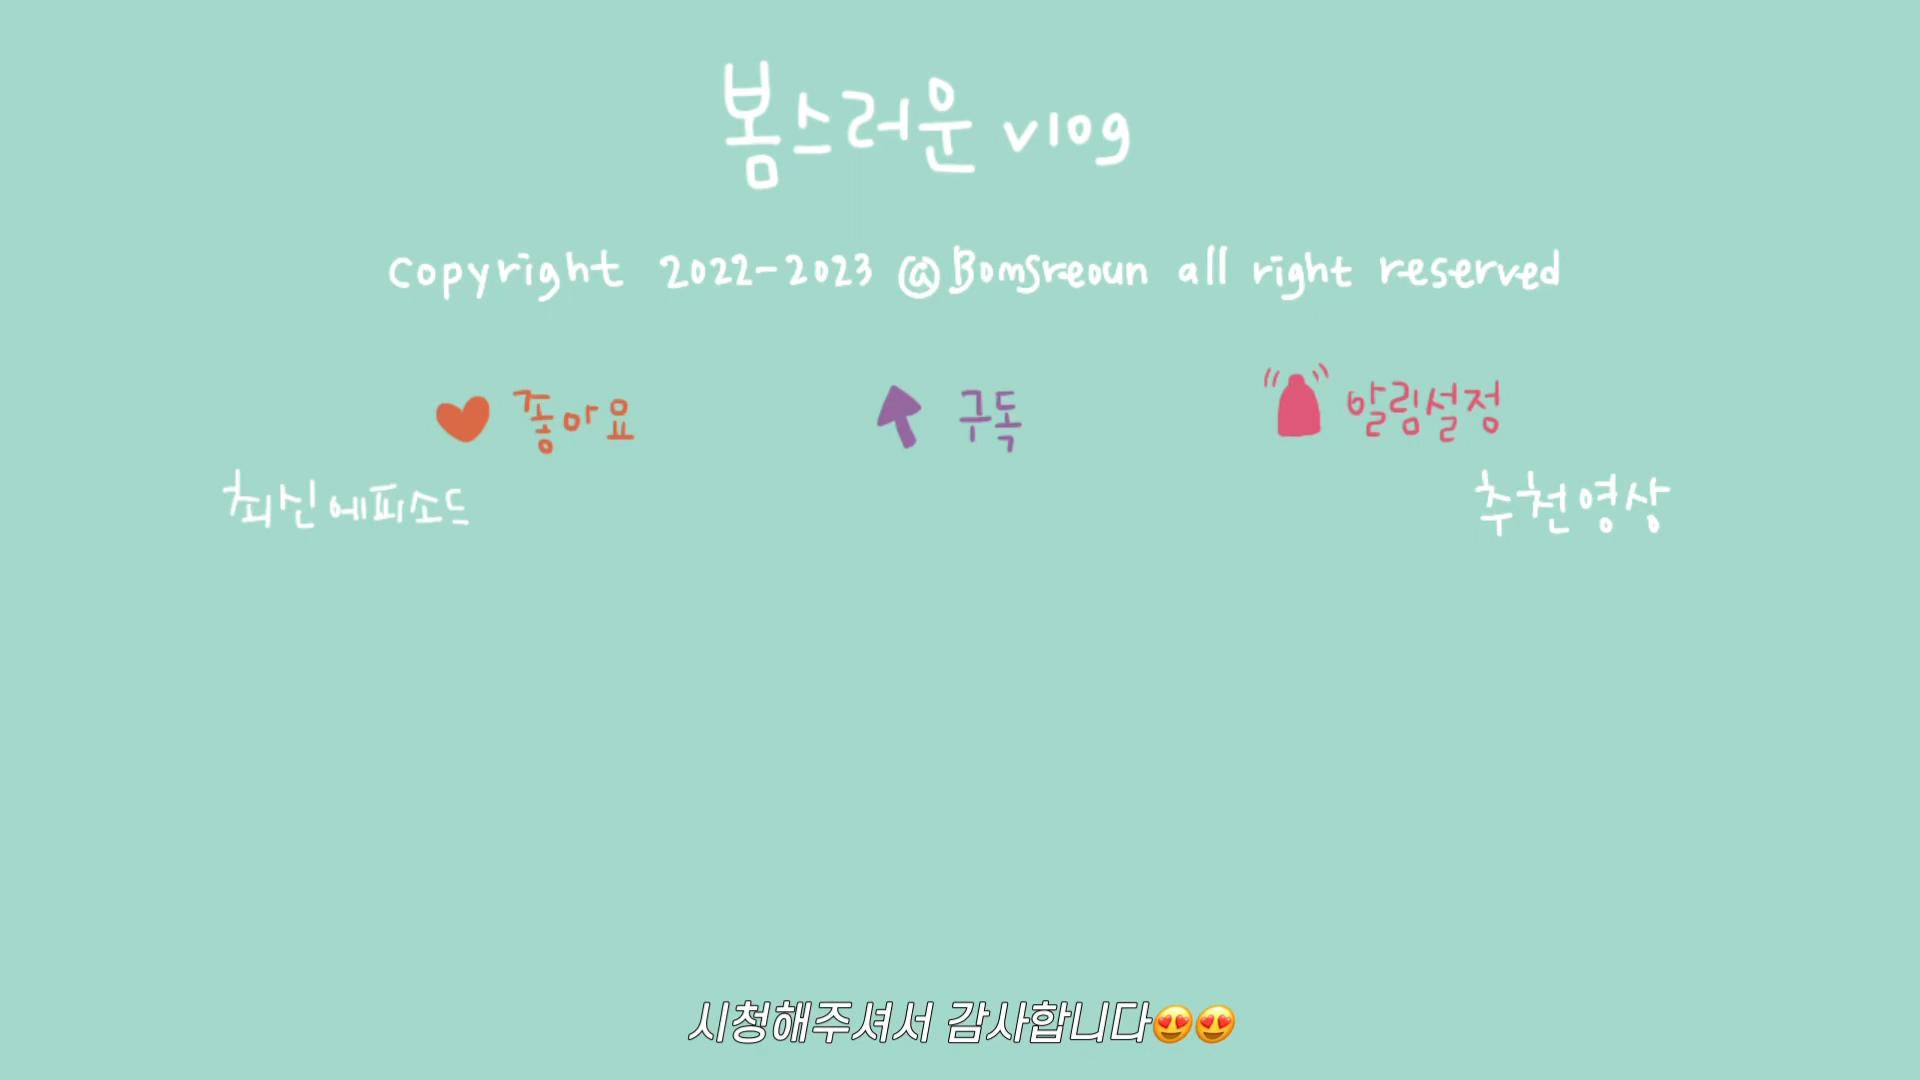 봄스러운 vlog
copyright 2022-2023 @Bomsreoun all right reserved
좋아요 구독 알림설정
최신에피소드 추천영상
시청해주셔서 감사합니다😍😍